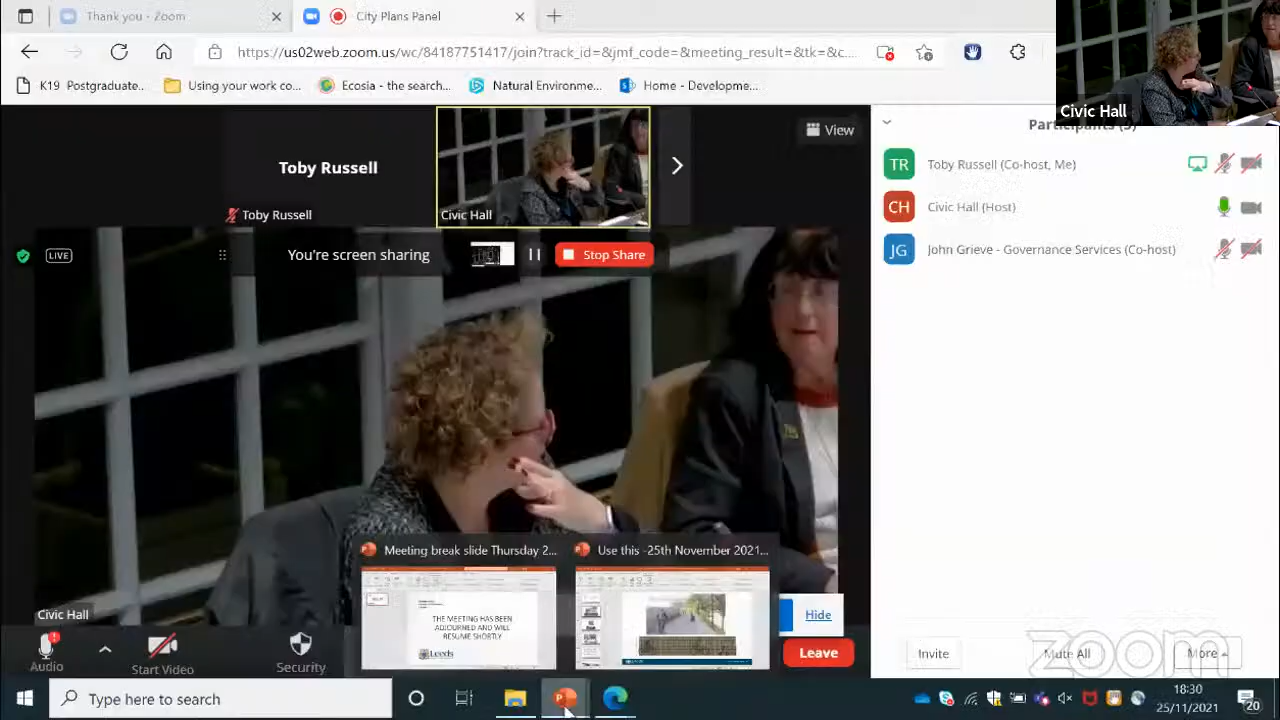 Thank you - Zoom
City Plans Panel
https://us02web.zoom.us/wc/84187751417/join?track_id=&jmf_code=&meeting_result=&tk=&c...
K19 Postgraduate...
Using your work co...
Ecosia - the search...
Natural Environme...
Home - Developme...
Civic Hall
Participants (3)
View
Toby Russell
Toby Russell
Civic Hall
TR
Toby Russell (Co-host, Me)
CH
Civic Hall (Host)
JG
John Grieve - Governance Services (Co-host)
LIVE
You're screen sharing
Stop Share
Meeting break slide Thursday 2...
Use this -25th November 2021...
THE MEETING HAS BEEN
ADJOURNED AND WILL
RESUME SHORTLY
Leeds
Hide
Civic Hall
Audio
Start Video
Security
Leave
Invite
Mute All
More
zoom
Type here to search
18:30
25/11/2021
20